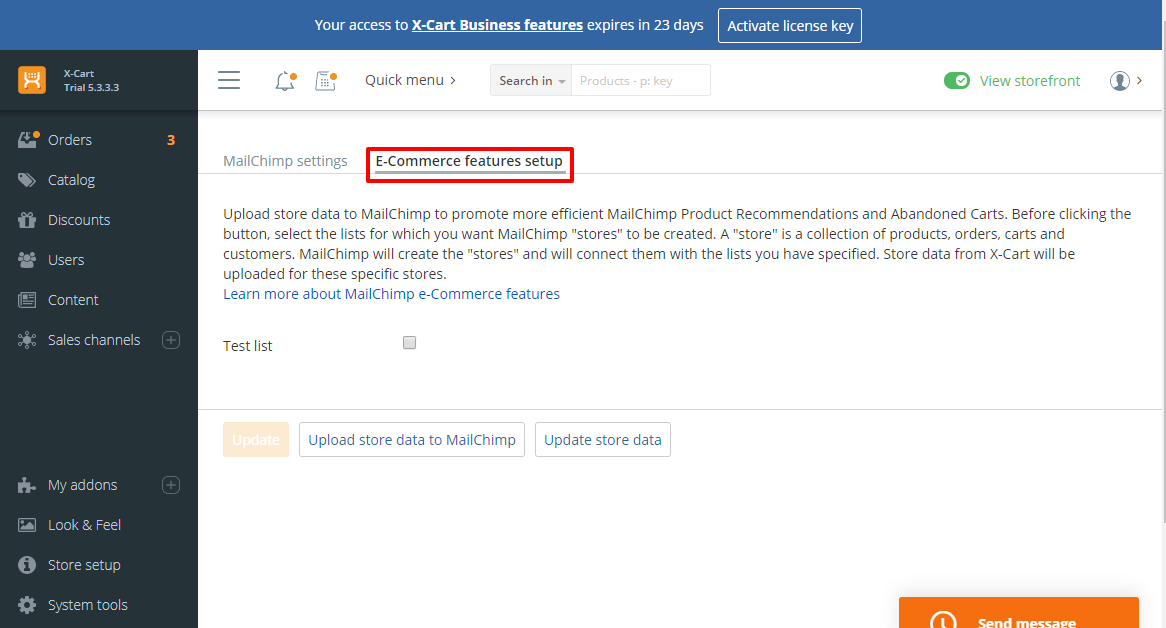 Your access to X-Cart Business features expires in 23 days
Activate license key
X-Cart
Trial 5.3.3.3
Quick menu
Search in
Products - p: key
View storefront
Orders 3
Catalog
Discounts
Users
Content
Sales channels
My addons
Look & Feel
Store setup
System tools
MailChimp settings
E-Commerce features setup
Upload store data to MailChimp to promote more efficient MailChimp Product Recommendations and Abandoned Carts. Before clicking the
button, select the lists for which you want MailChimp "stores" to be created. A "store" is a collection of products, orders, carts and
customers. MailChimp will create the "stores" and will connect them with the lists you have specified. Store data from X-Cart will be
uploaded for these specific stores.
Learn more about MailChimp e-Commerce features
Test list
Update
Upload store data to MailChimp
Update store data
Send message